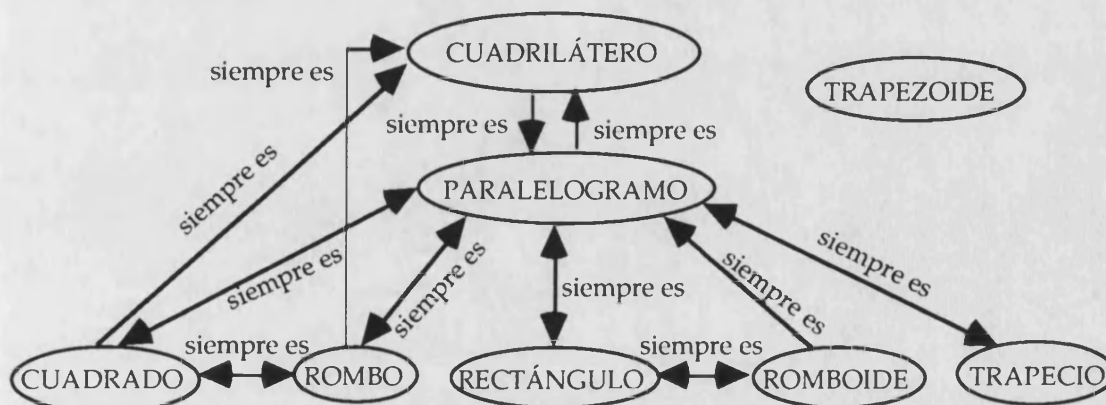 CUADRILÁTERO
siempre es
TRAPEZOIDE
siempre es
siempre es
siempre es
PARALELOGRAMO
siempre es
siempre es
siempre es
siempre es
siempre es
siempre es
siempre es
CUADRADO
ROMBO
RECTÁNGULO
siempre es
ROMBOIDE
TRAPECIO